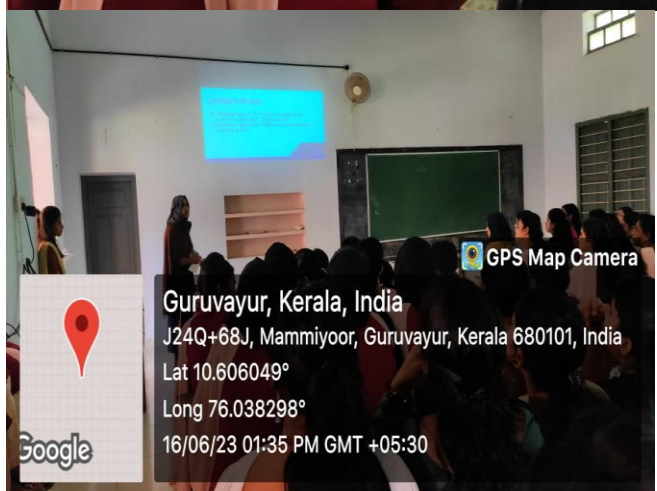 GPS Map Camera
Guruvayur, Kerala, India
J24Q+68J, Mammiyoor, Guruvayur, Kerala 680101, India
Lat 10.606049°
Long 76.038298°
16/06/23 01:35 PM GMT +05:30
Google